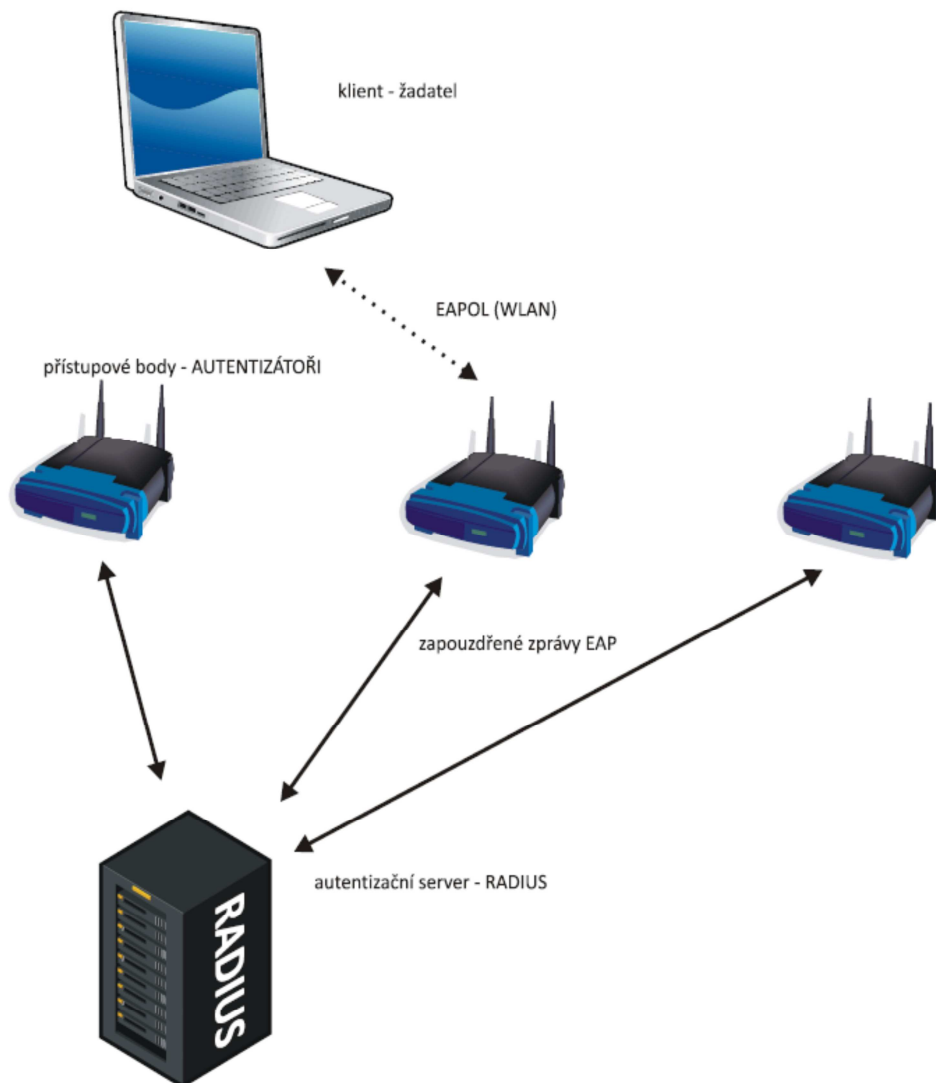 klient - žadatel
EAPOL (WLAN)
přístupové body - AUTENTIZÁTOŘI
zapouzdřené zprávy EAP
autentizační server - RADIUS
RADIUS